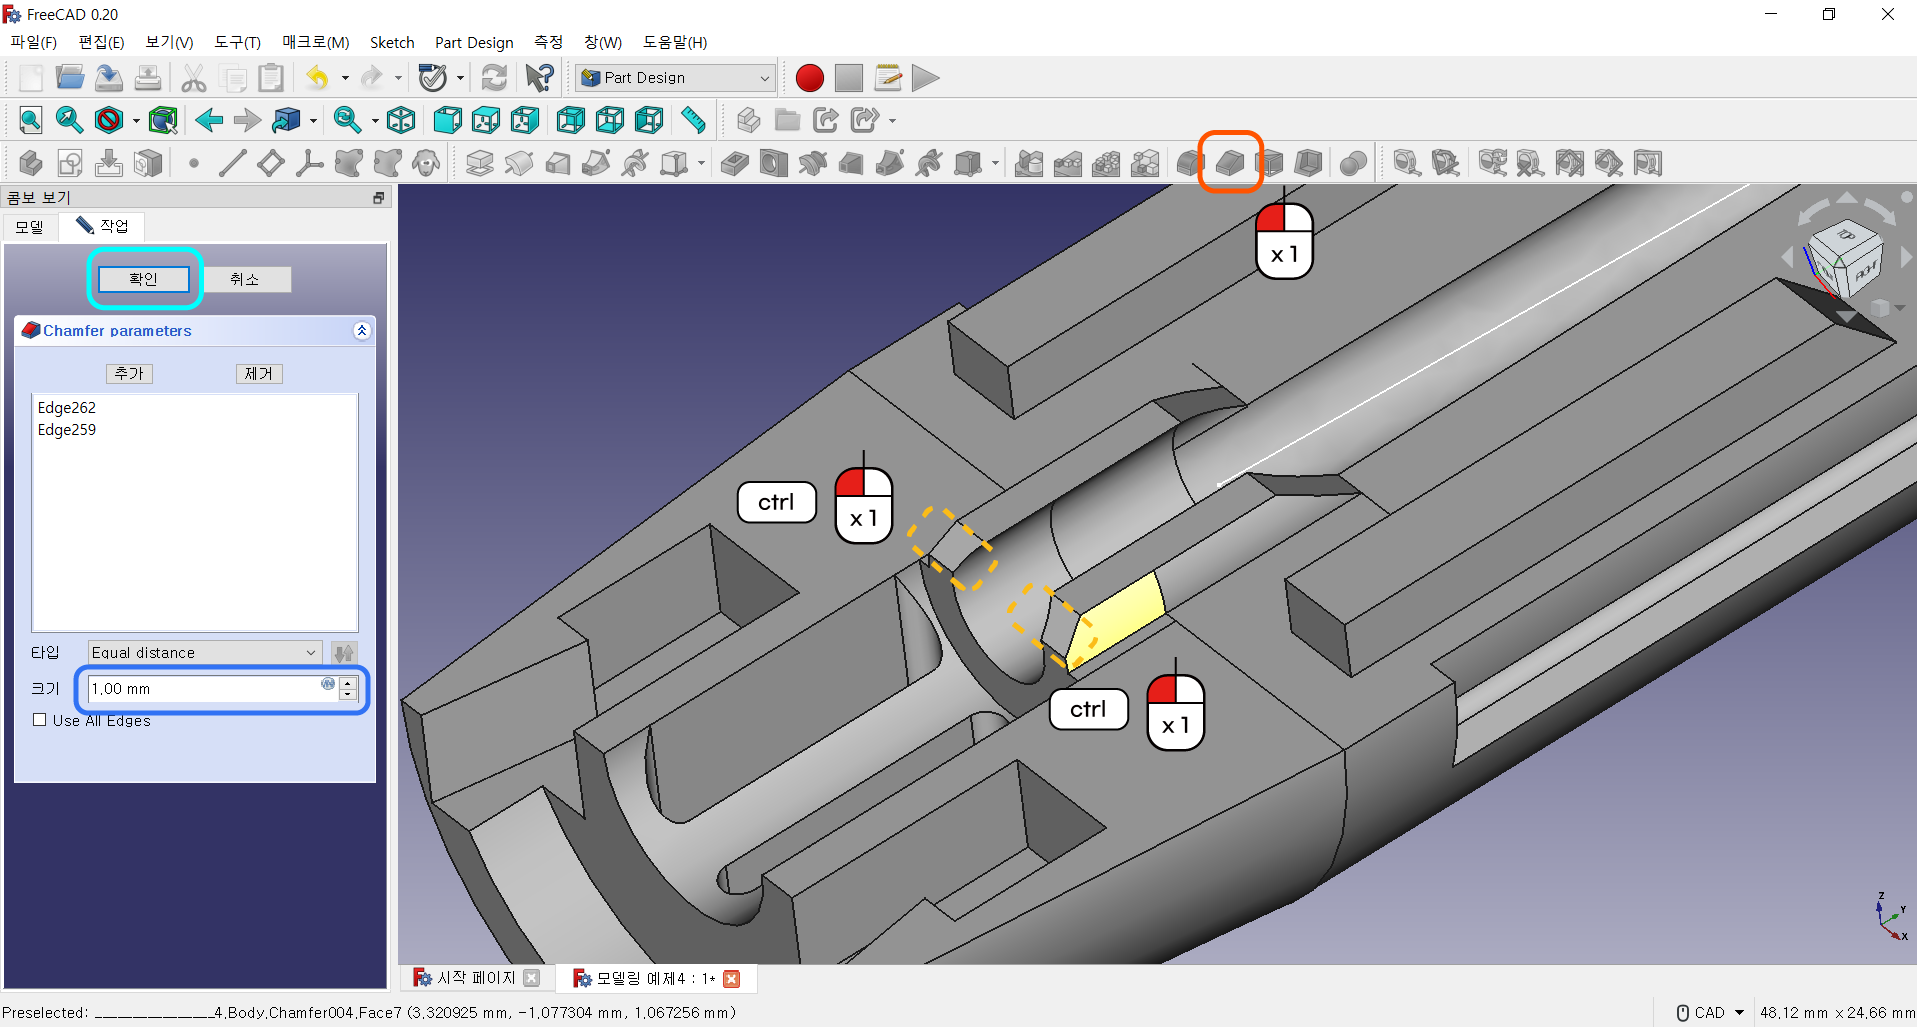 FreeCAD 0.20
파일(F) 편집(E) 보기(V) 도구(T) 매크로(M) Sketch Part Design 측정 창(W) 도움말(H)
Part Design
콤보 보기
모델 작업
확인 취소
Chamfer parameters
추가 제거
Edge262
Edge259
타입 Equal distance
크기 1.00 mm
Use All Edges
x 1
ctrl x 1
ctrl x 1
TOP
Z
Y
X
시작 페이지 모델링 예제4 : 1*
Preselected: ________________4.Body.Chamfer004.Face7 (3.320925 mm, -1.077304 mm, 1.067256 mm)
CAD 48.12 mm x 24.66 mm